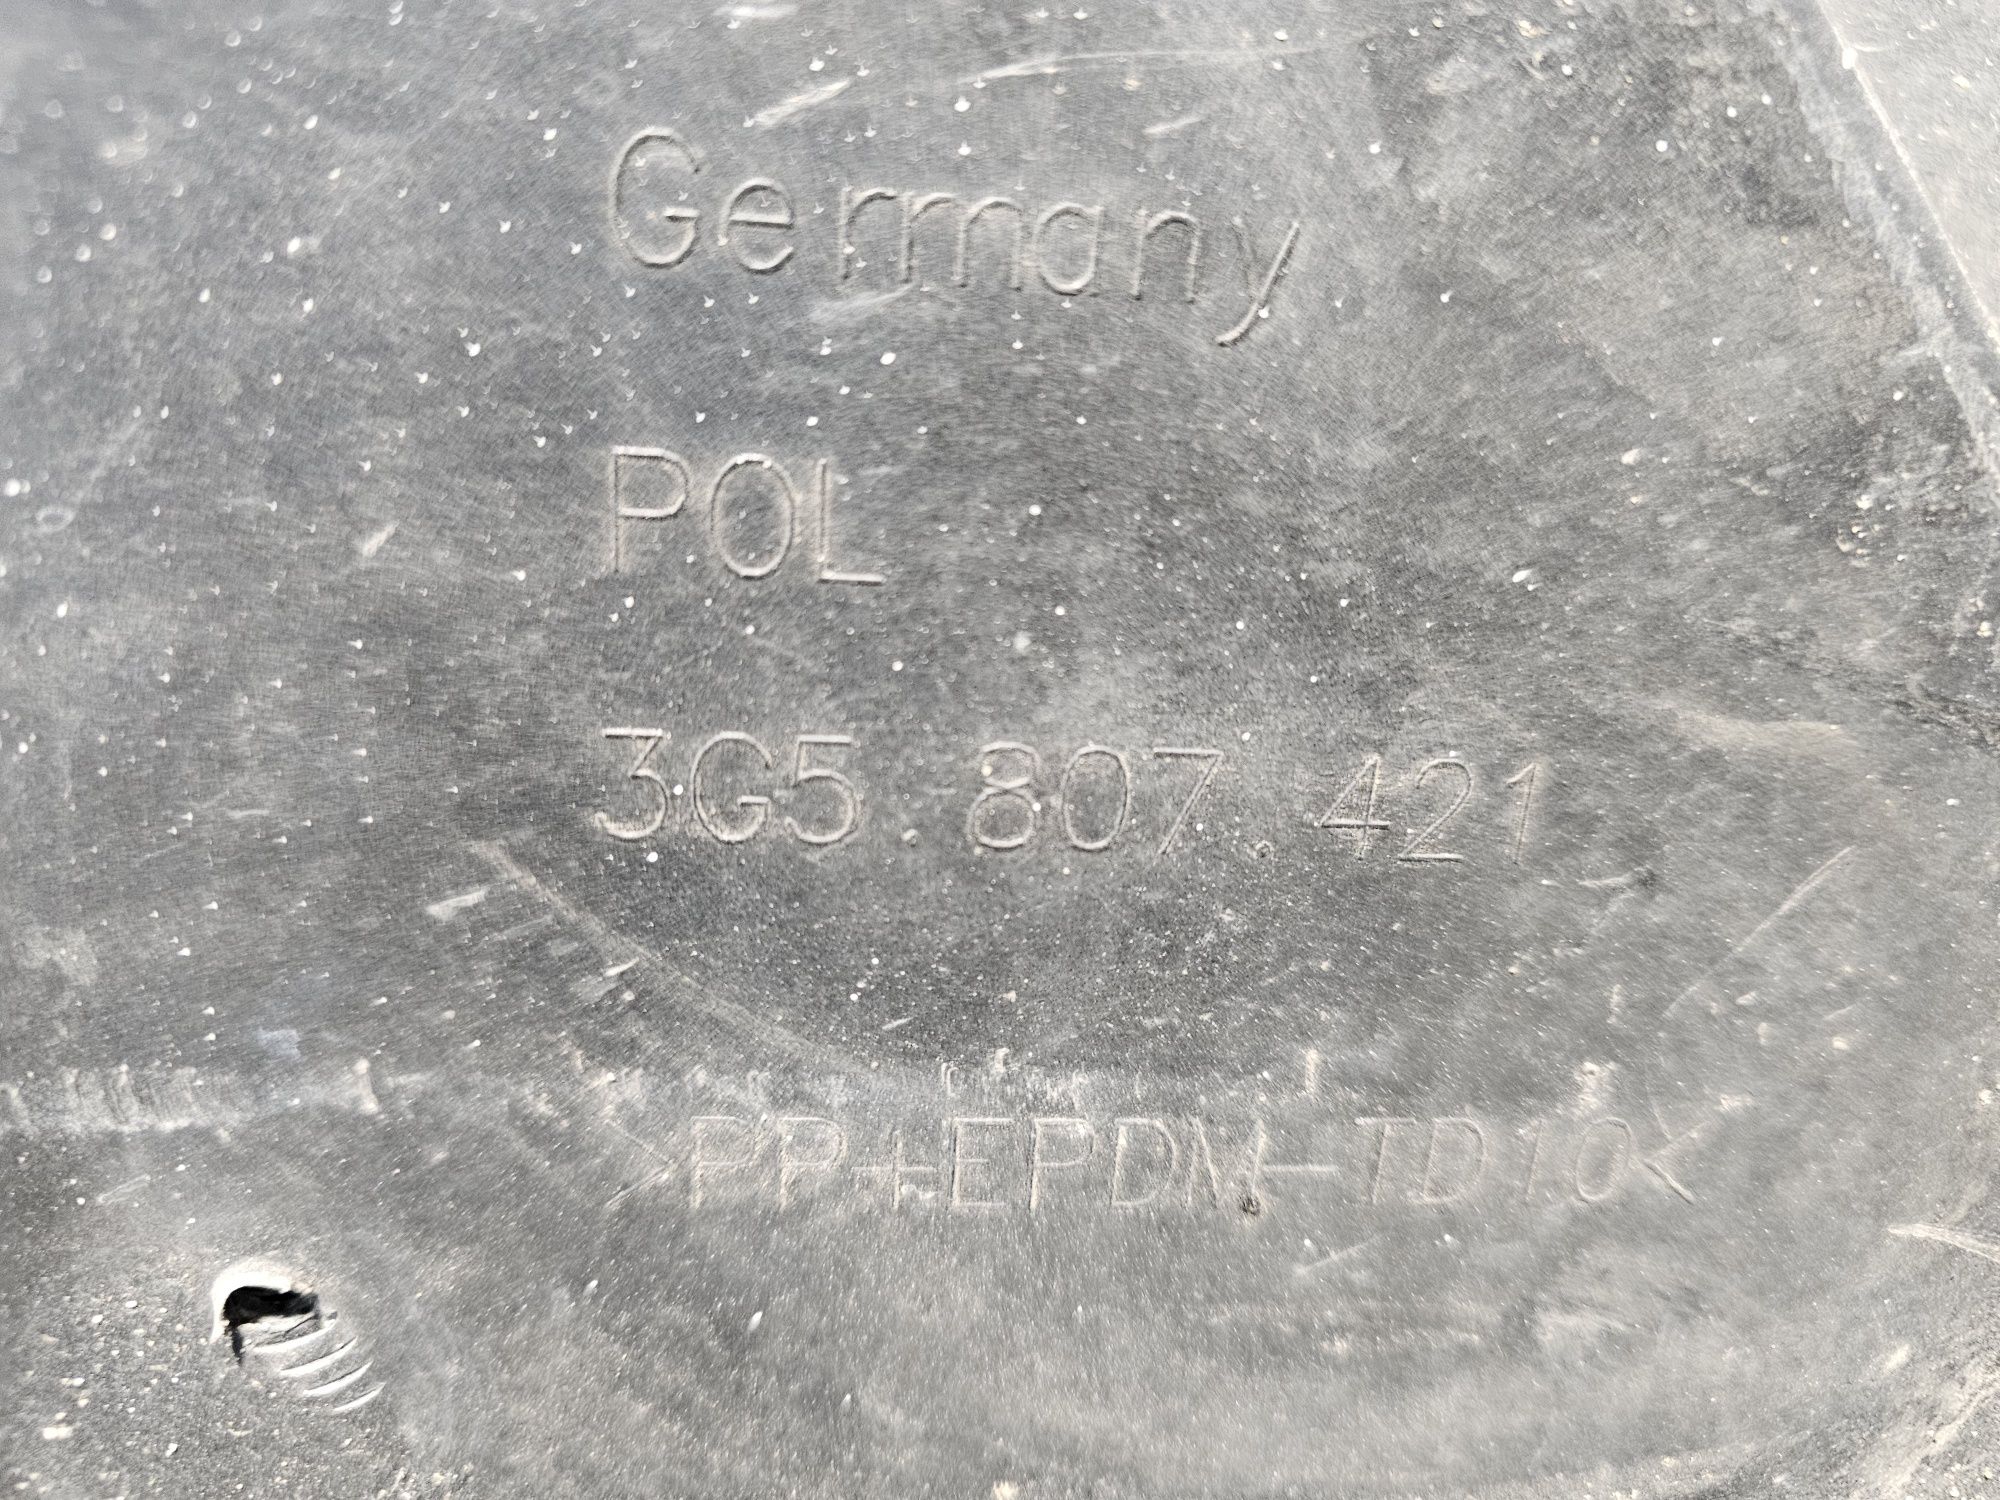 Germany
POL
3G5.807.421
>PP+EPDM-TD10<